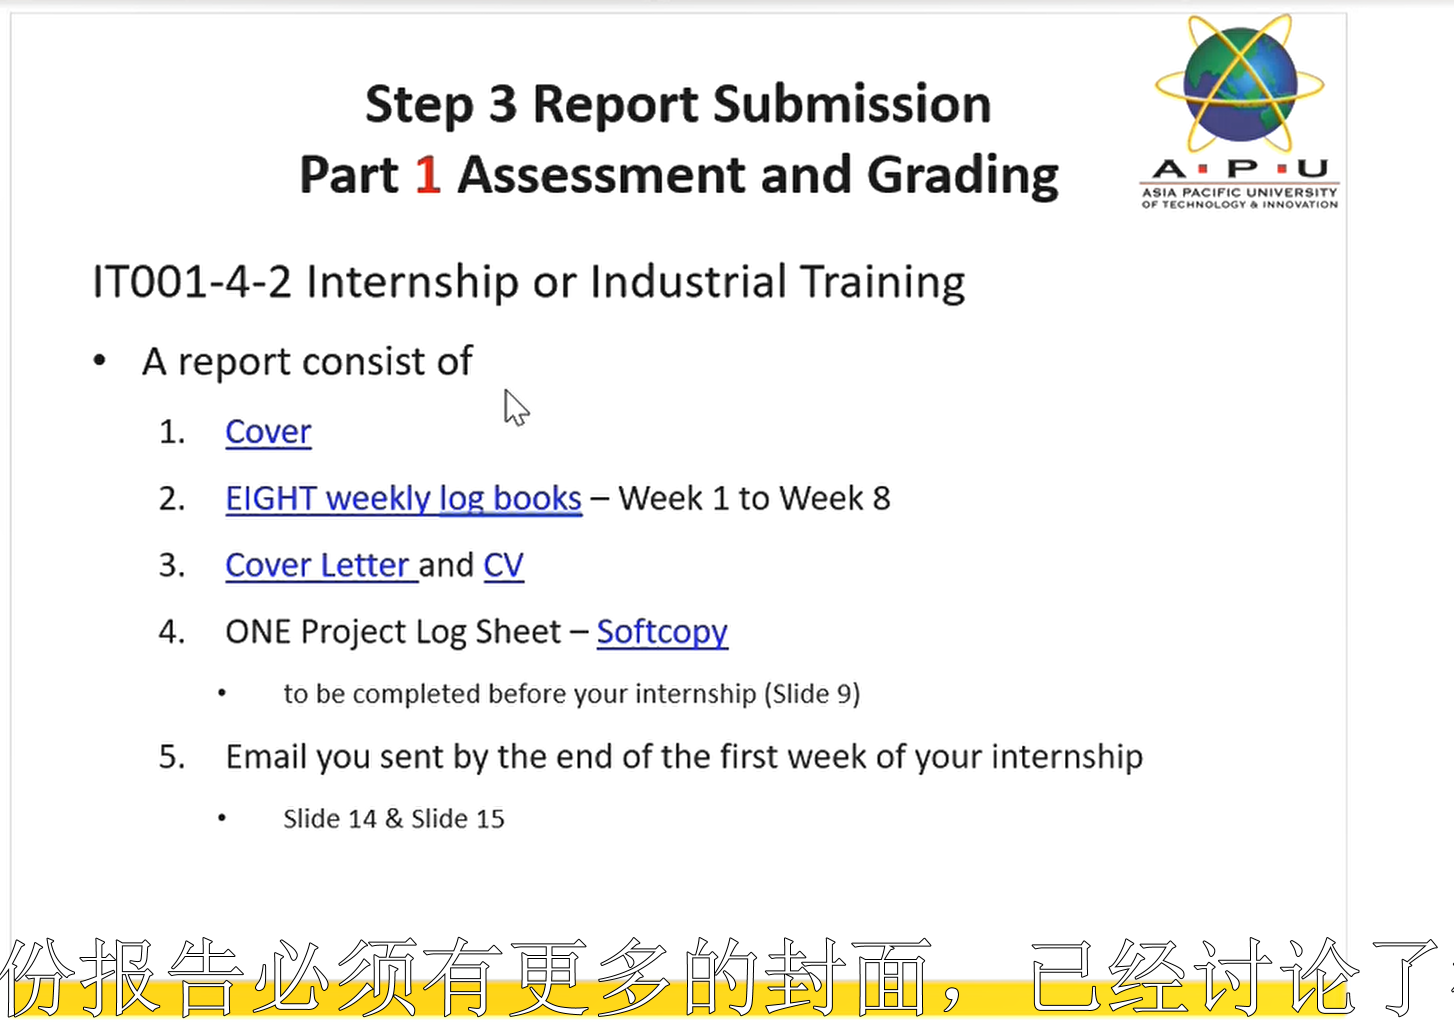 Step 3 Report Submission
Part 1 Assessment and Grading
A·P·U
ASIA PACIFIC UNIVERSITY
OF TECHNOLOGY & INNOVATION
IT001-4-2 Internship or Industrial Training
• A report consist of
1. Cover
2. EIGHT weekly log books – Week 1 to Week 8
3. Cover Letter and CV
4. ONE Project Log Sheet – Softcopy
• to be completed before your internship (Slide 9)
5. Email you sent by the end of the first week of your internship
• Slide 14 & Slide 15
份报告必须有更多的封面，已经讨论了